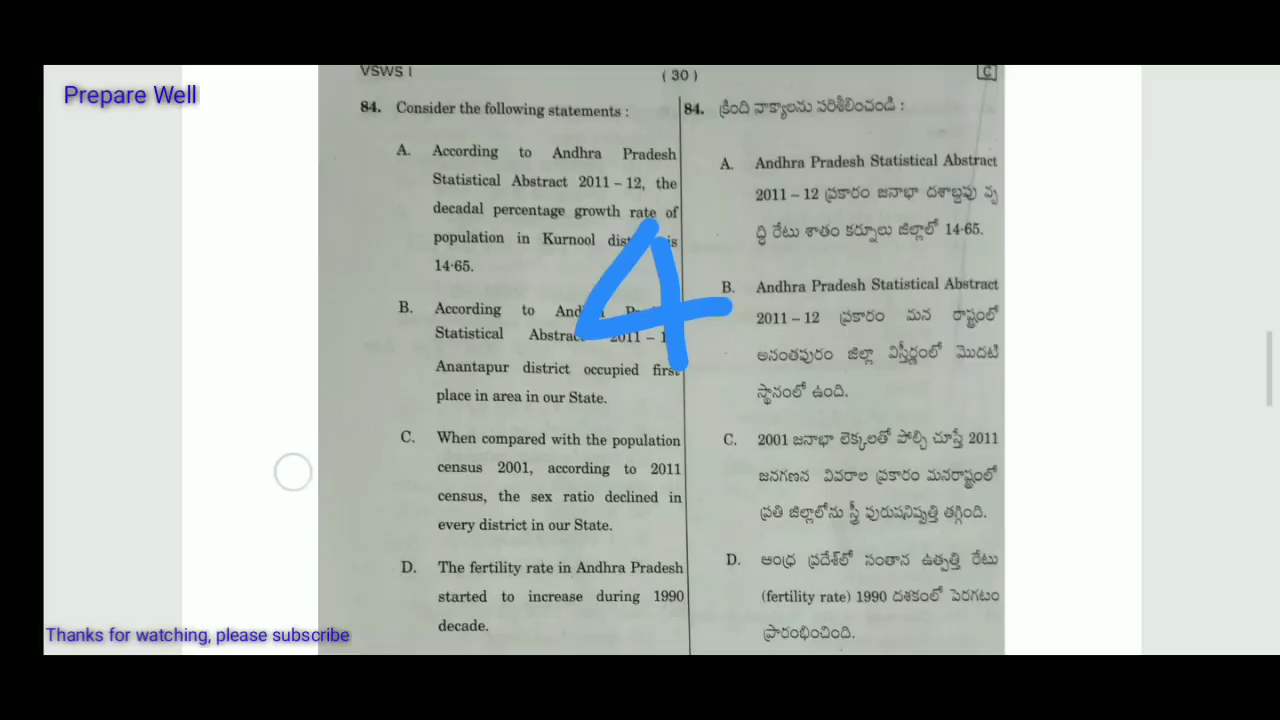 Prepare Well
VSWS I
( 30 )
C
84. Consider the following statements :
A. According to Andhra Pradesh
Statistical Abstract 2011 – 12, the
decadal percentage growth rate of
population in Kurnool is
14·65.
B. According to
Statistical 2011 –
Anantapur district occupied first
place in area in our State.
C. When compared with the population
census 2001, according to 2011
census, the sex ratio declined in
every district in our State.
D. The fertility rate in Andhra Pradesh
started to increase during 1990
decade.
84. క్రింది వాక్యాలను పరిశీలించండి :
A. Andhra Pradesh Statistical Abstract
2011 – 12 ప్రకారం జనాభా దశాబ్దపు వృ
ద్ధి రేటు శాతం కర్నూలు జిల్లాలో 14·65.
B. Andhra Pradesh Statistical Abstract
2011 – 12 ప్రకారం మన రాష్ట్రంలో
అనంతపురం జిల్లా విస్తీర్ణంలో మొదటి
స్థానంలో ఉంది.
C. 2001 జనాభా లెక్కలతో పోల్చి చూస్తే 2011
జనగణన వివరాల ప్రకారం మనరాష్ట్రంలో
ప్రతి జిల్లాలోను స్త్రీ పురుషనిష్పత్తి తగ్గింది.
D. ఆంధ్ర ప్రదేశ్‌లో సంతాన ఉత్పత్తి రేటు
(fertility rate) 1990 దశకంలో పెరగటం
ప్రారంభించింది.
4
Thanks for watching, please subscribe